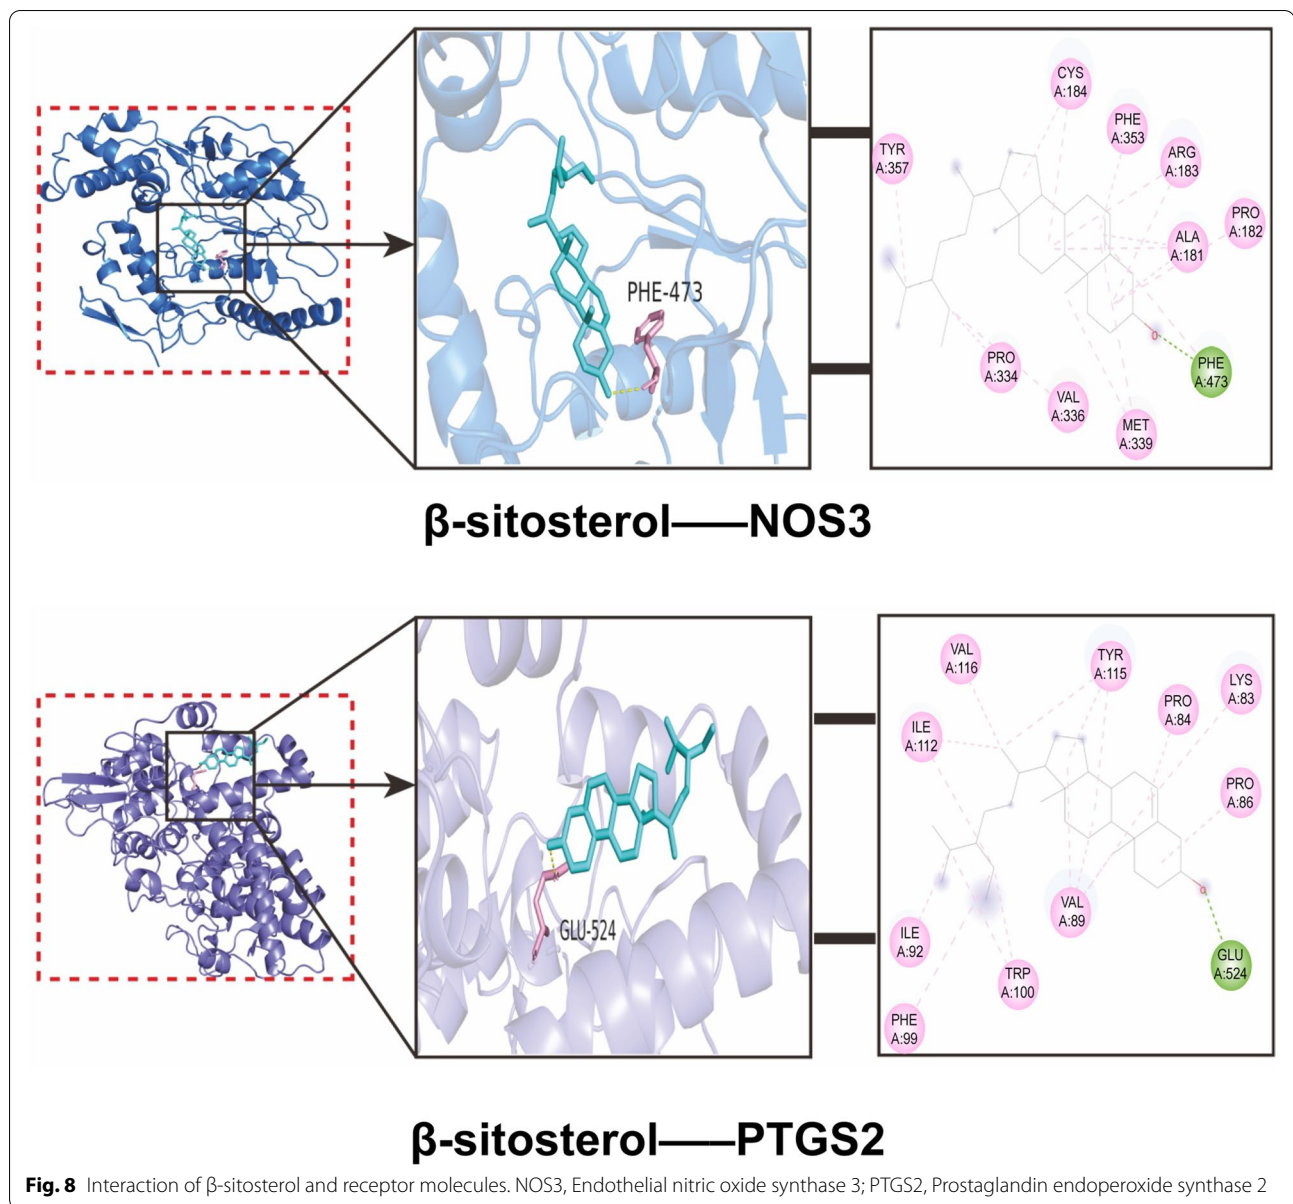 CYS
A:184
PHE
A:353
TYR
A:357
ARG
A:183
PRO
A:182
ALA
A:181
PHE-473
PRO
A:334
PHE
A:473
VAL
A:336
MET
A:339
β-sitosterol——NOS3
VAL
A:116
TYR
A:115
LYS
A:83
PRO
A:84
ILE
A:112
PRO
A:86
GLU-524
VAL
A:89
ILE
A:92
GLU
A:524
TRP
A:100
PHE
A:99
β-sitosterol——PTGS2
Fig. 8 Interaction of β-sitosterol and receptor molecules. NOS3, Endothelial nitric oxide synthase 3; PTGS2, Prostaglandin endoperoxide synthase 2